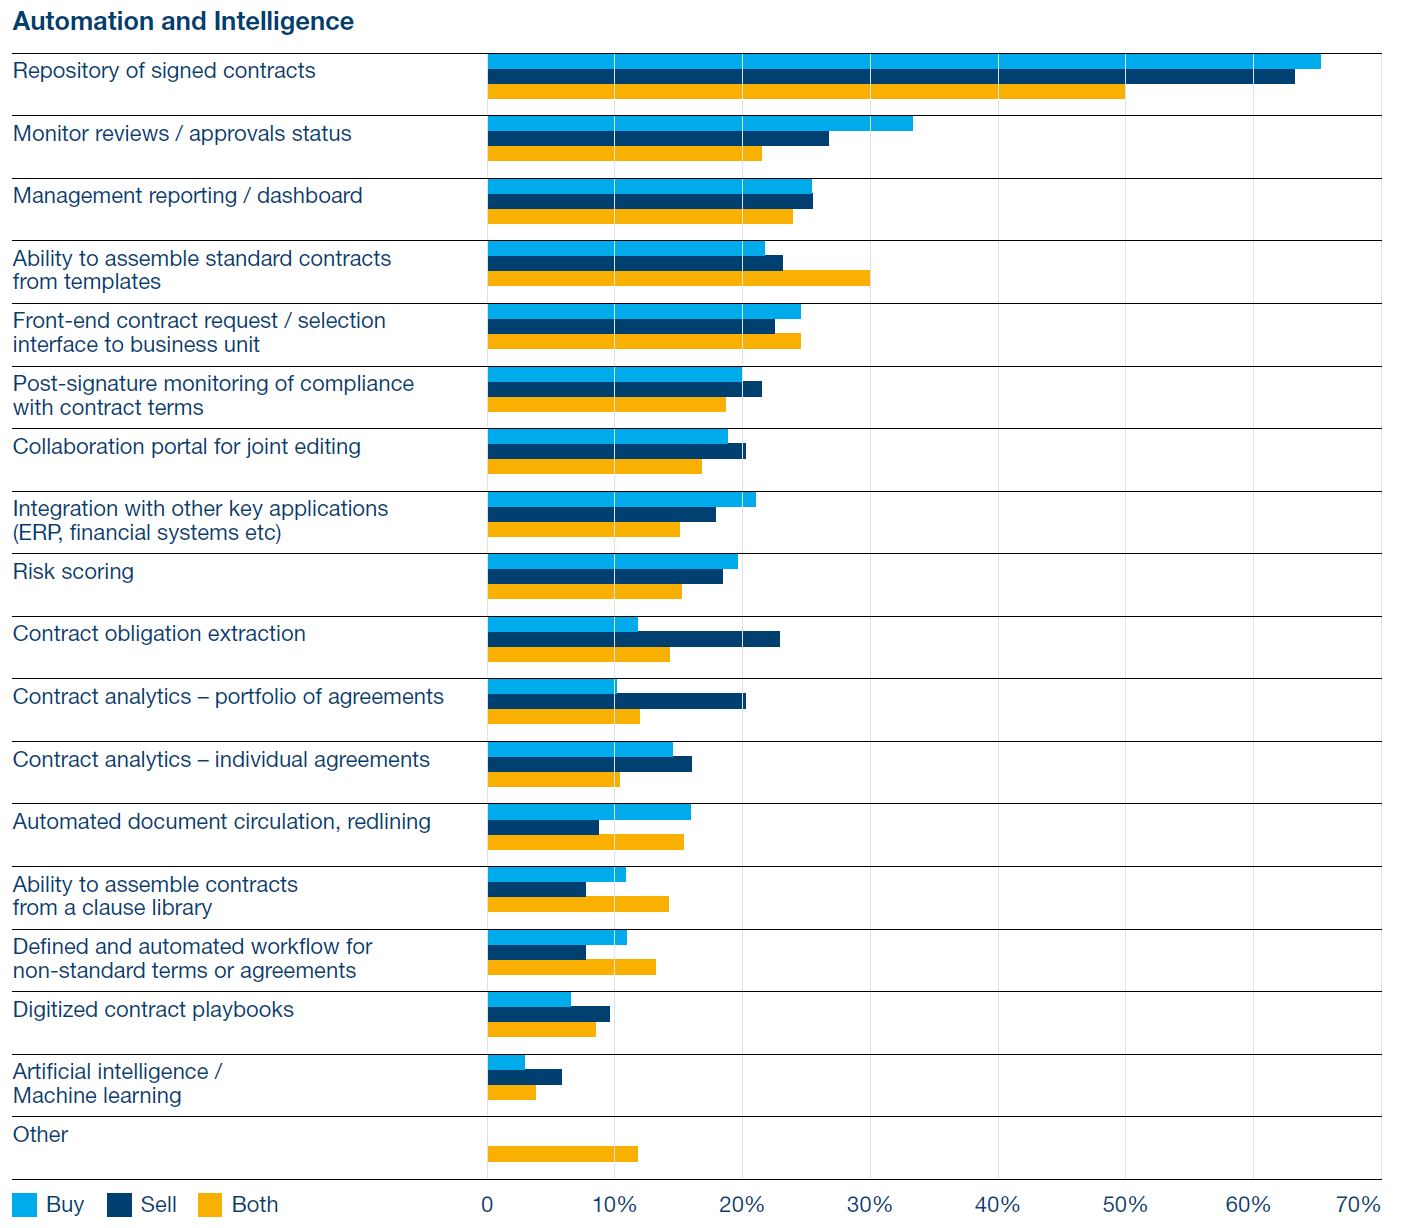 Automation and Intelligence
Repository of signed contracts
Monitor reviews / approvals status
Management reporting / dashboard
Ability to assemble standard contracts
from templates
Front-end contract request / selection
interface to business unit
Post-signature monitoring of compliance
with contract terms
Collaboration portal for joint editing
Integration with other key applications
(ERP, financial systems etc)
Risk scoring
Contract obligation extraction
Contract analytics – portfolio of agreements
Contract analytics – individual agreements
Automated document circulation, redlining
Ability to assemble contracts
from a clause library
Defined and automated workflow for
non-standard terms or agreements
Digitized contract playbooks
Artificial intelligence /
Machine learning
Other
Buy Sell Both 0 10% 20% 30% 40% 50% 60% 70%